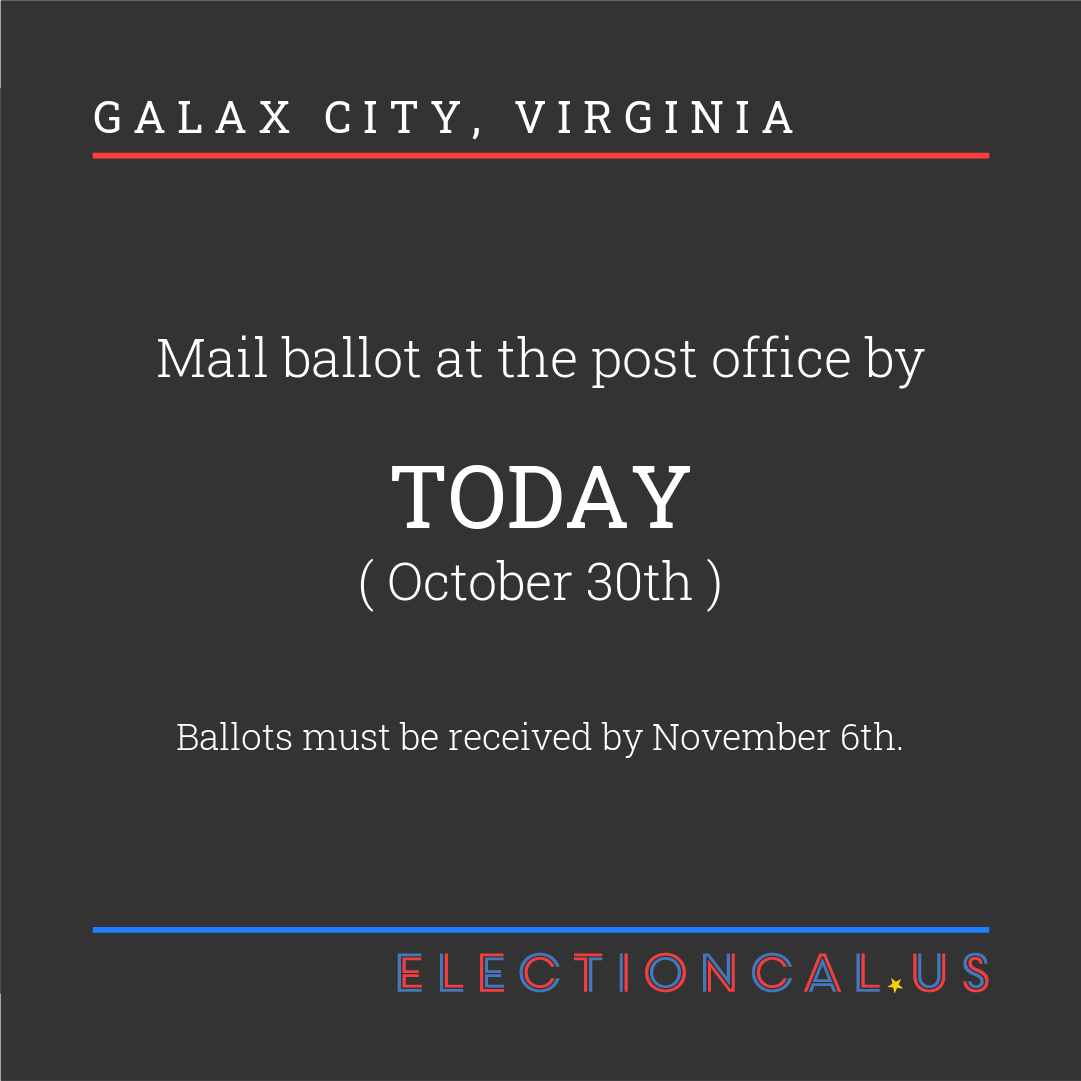 GALAX CITY, VIRGINIA
Mail ballot at the post office by
TODAY
( October 30th )
Ballots must be received by November 6th.
ELECTIONCAL.US